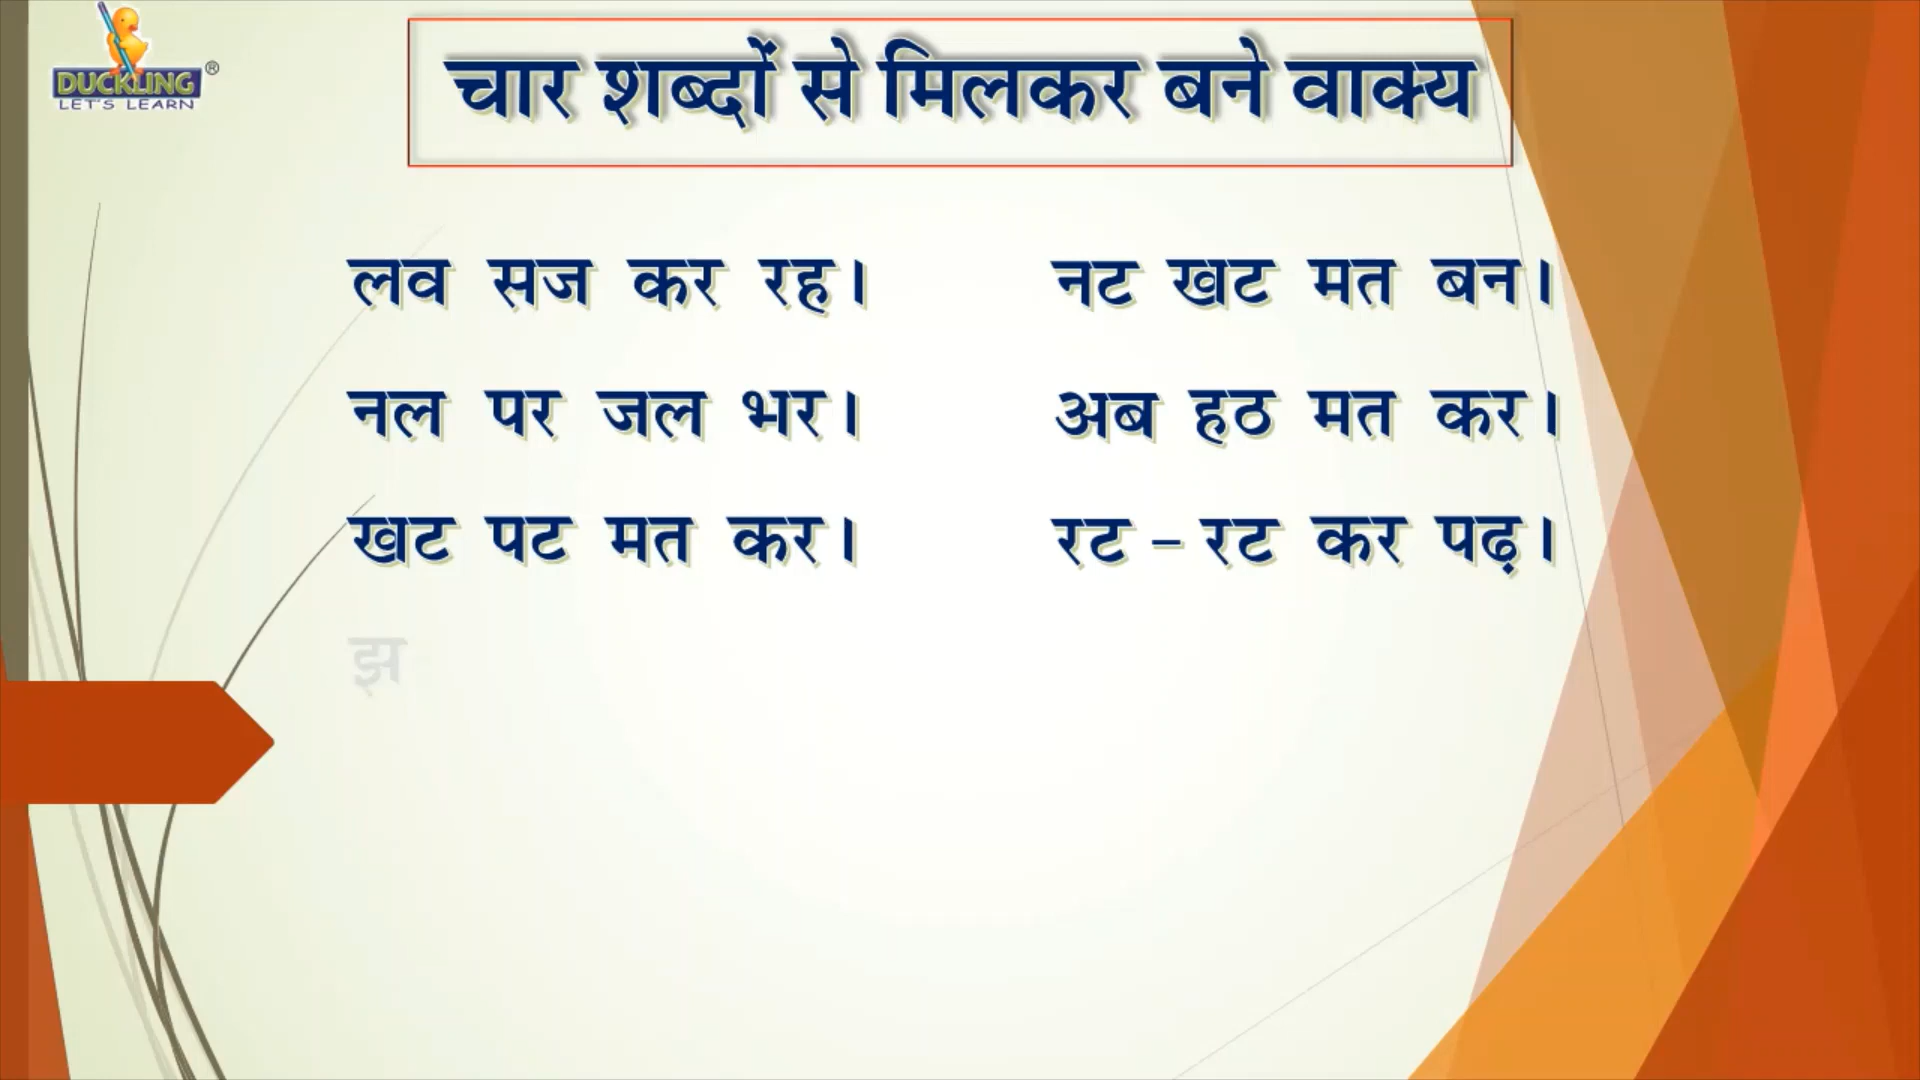 DUCKLING®
LET'S LEARN
चार शब्दों से मिलकर बने वाक्य
लव सज कर रह। नट खट मत बन।
नल पर जल भर। अब हठ मत कर।
खट पट मत कर। रट – रट कर पढ़।
झ